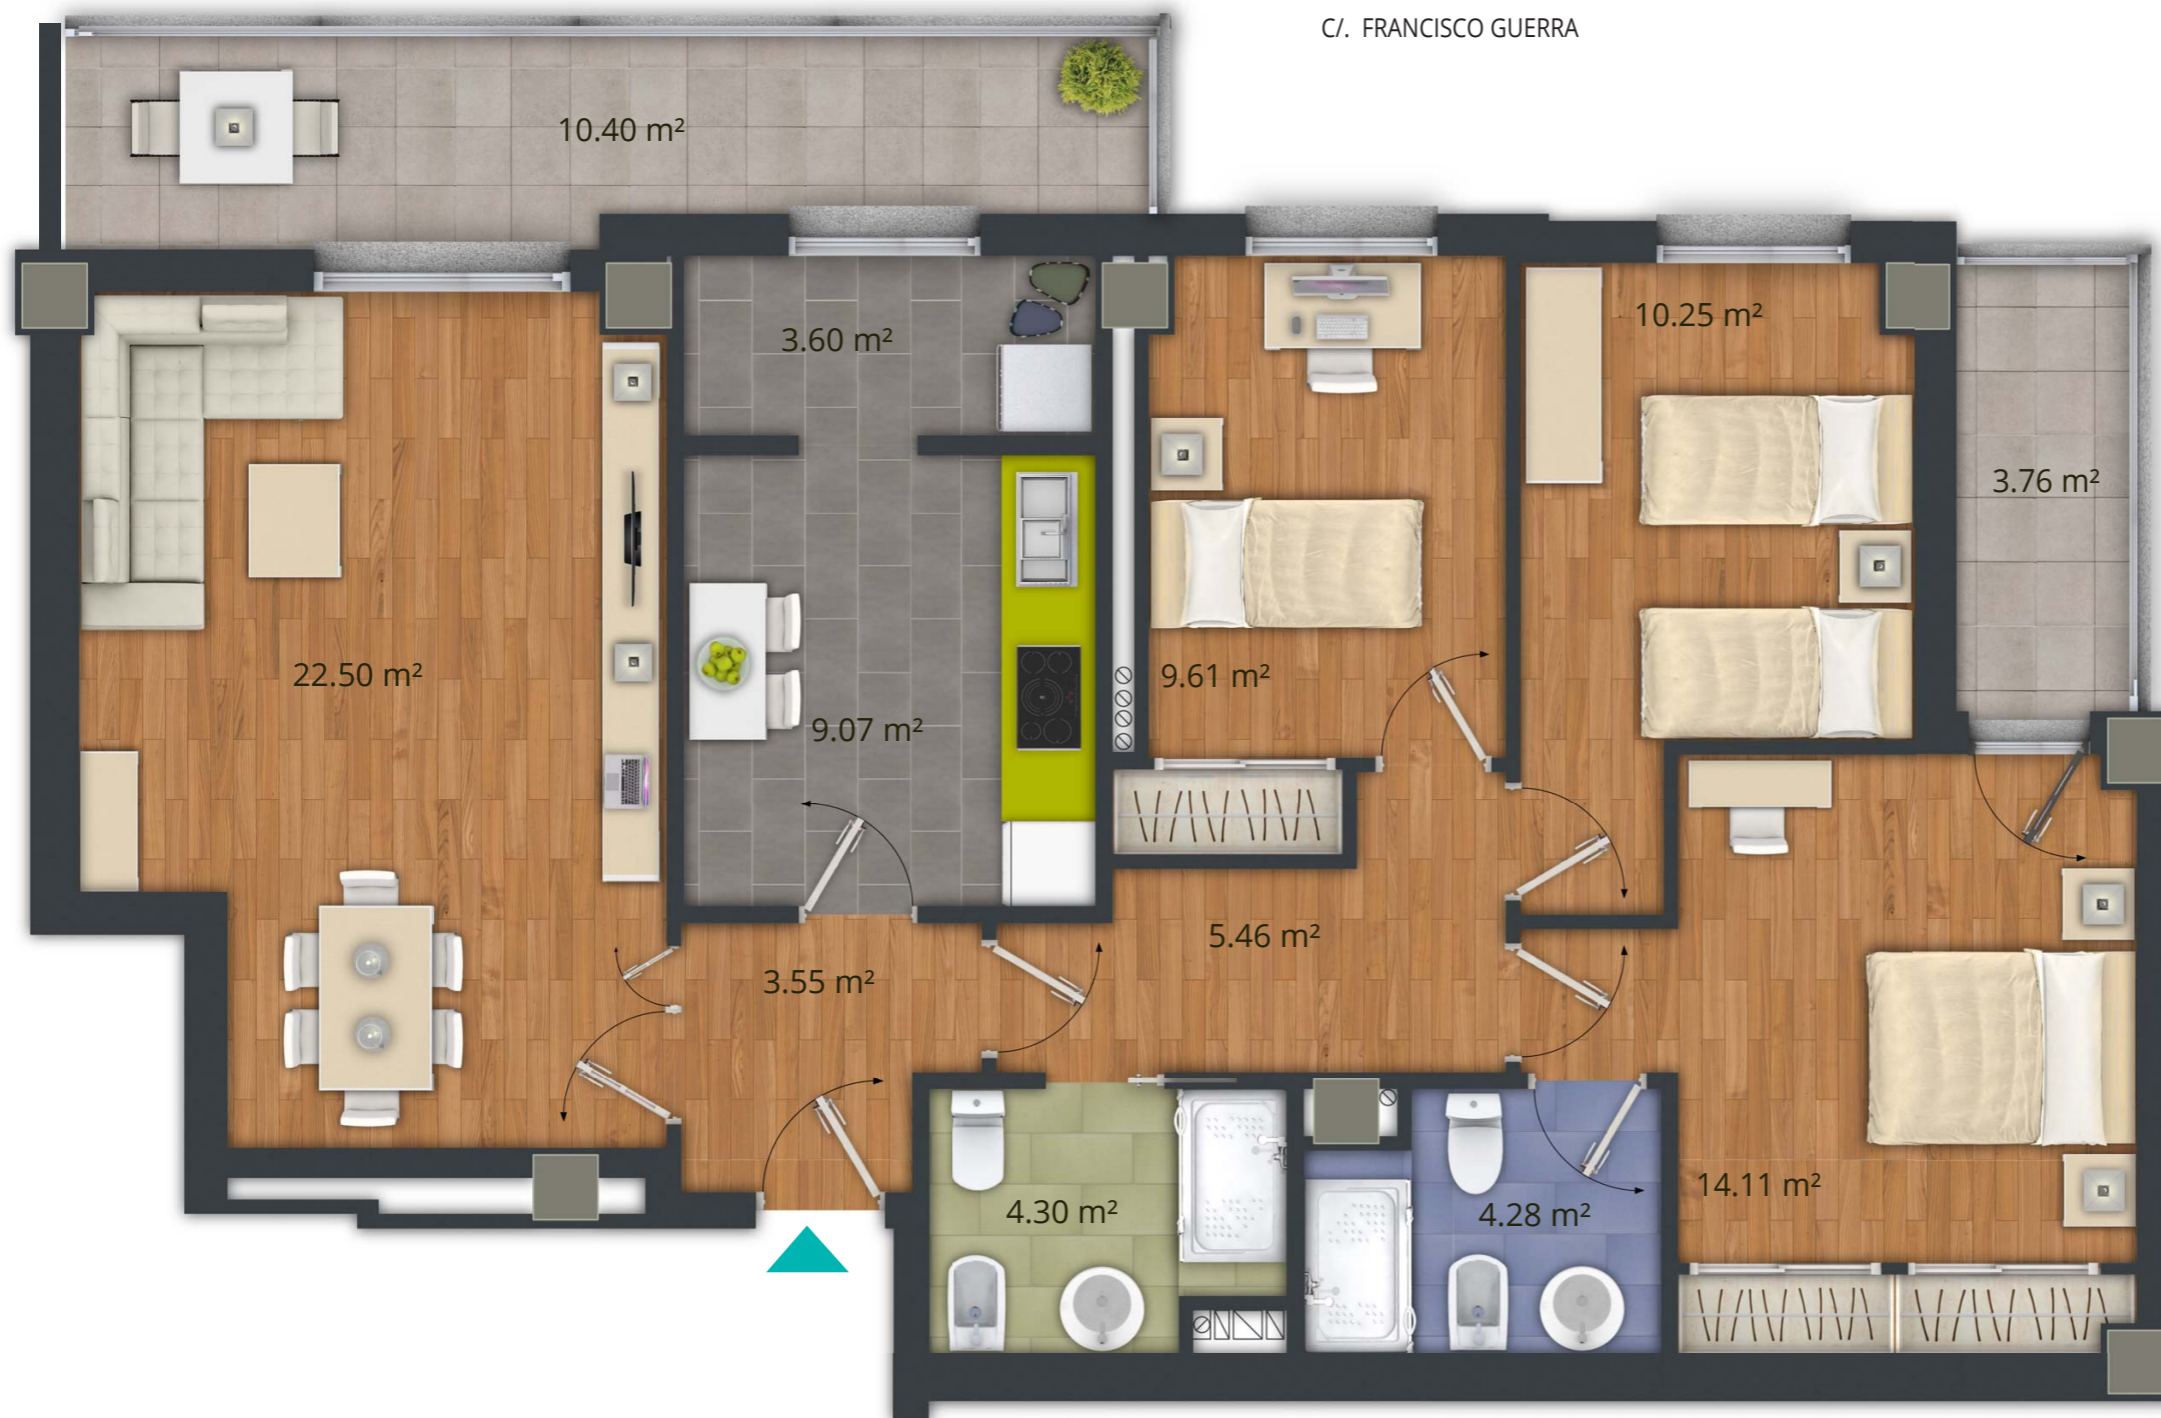 C/. FRANCISCO GUERRA
10.40 m²
3.60 m²
10.25 m²
3.76 m²
22.50 m²
9.61 m²
9.07 m²
5.46 m²
3.55 m²
14.11 m²
4.30 m²
4.28 m²